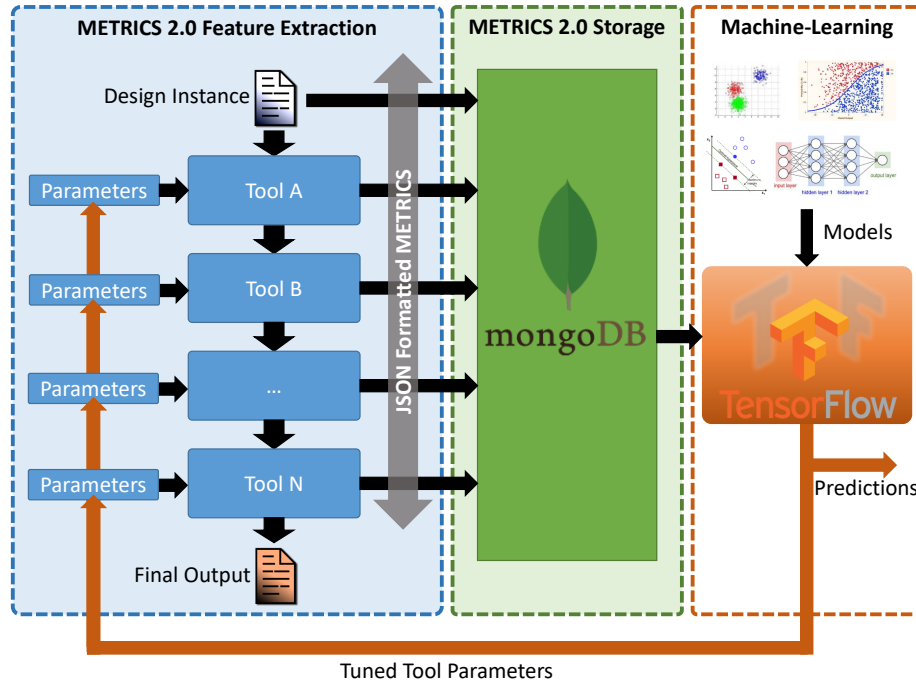 METRICS 2.0 Feature Extraction
METRICS 2.0 Storage
Machine-Learning
Design Instance
Parameters
Tool A
Parameters
Tool B
Parameters
...
Parameters
Tool N
Final Output
JSON Formatted METRICS
mongoDB
input layer
hidden layer 1
hidden layer 2
output layer
Models
TensorFlow
Predictions
Tuned Tool Parameters